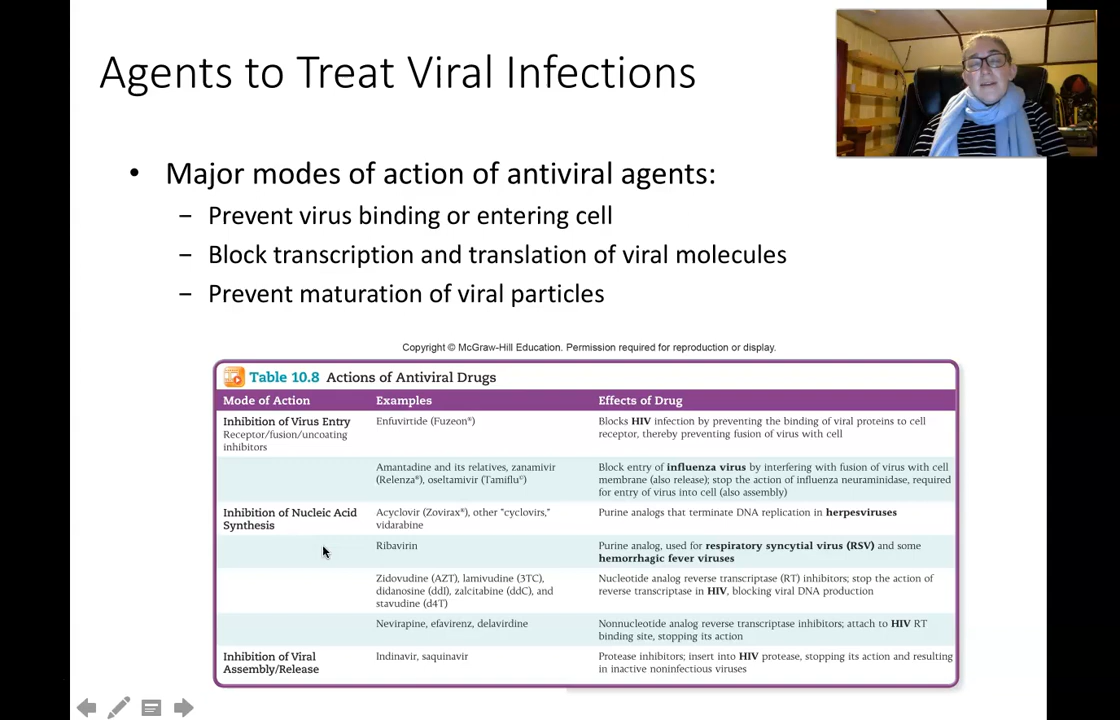 Agents to Treat Viral Infections
• Major modes of action of antiviral agents:
− Prevent virus binding or entering cell
− Block transcription and translation of viral molecules
− Prevent maturation of viral particles
Copyright © McGraw-Hill Education. Permission required for reproduction or display.
Table 10.8 Actions of Antiviral Drugs
Mode of Action Examples Effects of Drug
Inhibition of Virus Entry Enfuvirtide (Fuzeon®) Blocks HIV infection by preventing the binding of viral proteins to cell
Receptor/fusion/uncoating receptor, thereby preventing fusion of virus with cell
inhibitors
Amantadine and its relatives, zanamivir Block entry of influenza virus by interfering with fusion of virus with cell
(Relenza®), oseltamivir (Tamiflu®) membrane (also release); stop the action of influenza neuraminidase, required
for entry of virus into cell (also assembly)
Inhibition of Nucleic Acid Acyclovir (Zovirax®), other "cyclovirs," Purine analogs that terminate DNA replication in herpesviruses
Synthesis vidarabine
Ribavirin Purine analog, used for respiratory syncytial virus (RSV) and some
hemorrhagic fever viruses
Zidovudine (AZT), lamivudine (3TC), Nucleotide analog reverse transcriptase (RT) inhibitors; stop the action of
didanosine (ddI), zalcitabine (ddC), and reverse transcriptase in HIV, blocking viral DNA production
stavudine (d4T)
Nevirapine, efavirenz, delavirdine Nonnucleotide analog reverse transcriptase inhibitors; attach to HIV RT
binding site, stopping its action
Inhibition of Viral Indinavir, saquinavir Protease inhibitors; insert into HIV protease, stopping its action and resulting
Assembly/Release in inactive noninfectious viruses